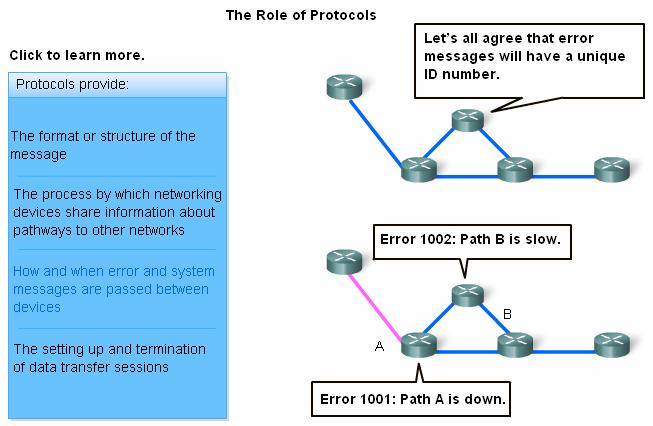 The Role of Protocols
Click to learn more.
Protocols provide:
The format or structure of the
message
The process by which networking
devices share information about
pathways to other networks
How and when error and system
messages are passed between
devices
The setting up and termination
of data transfer sessions
Let's all agree that error
messages will have a unique
ID number.
Error 1002: Path B is slow.
B
A
Error 1001: Path A is down.